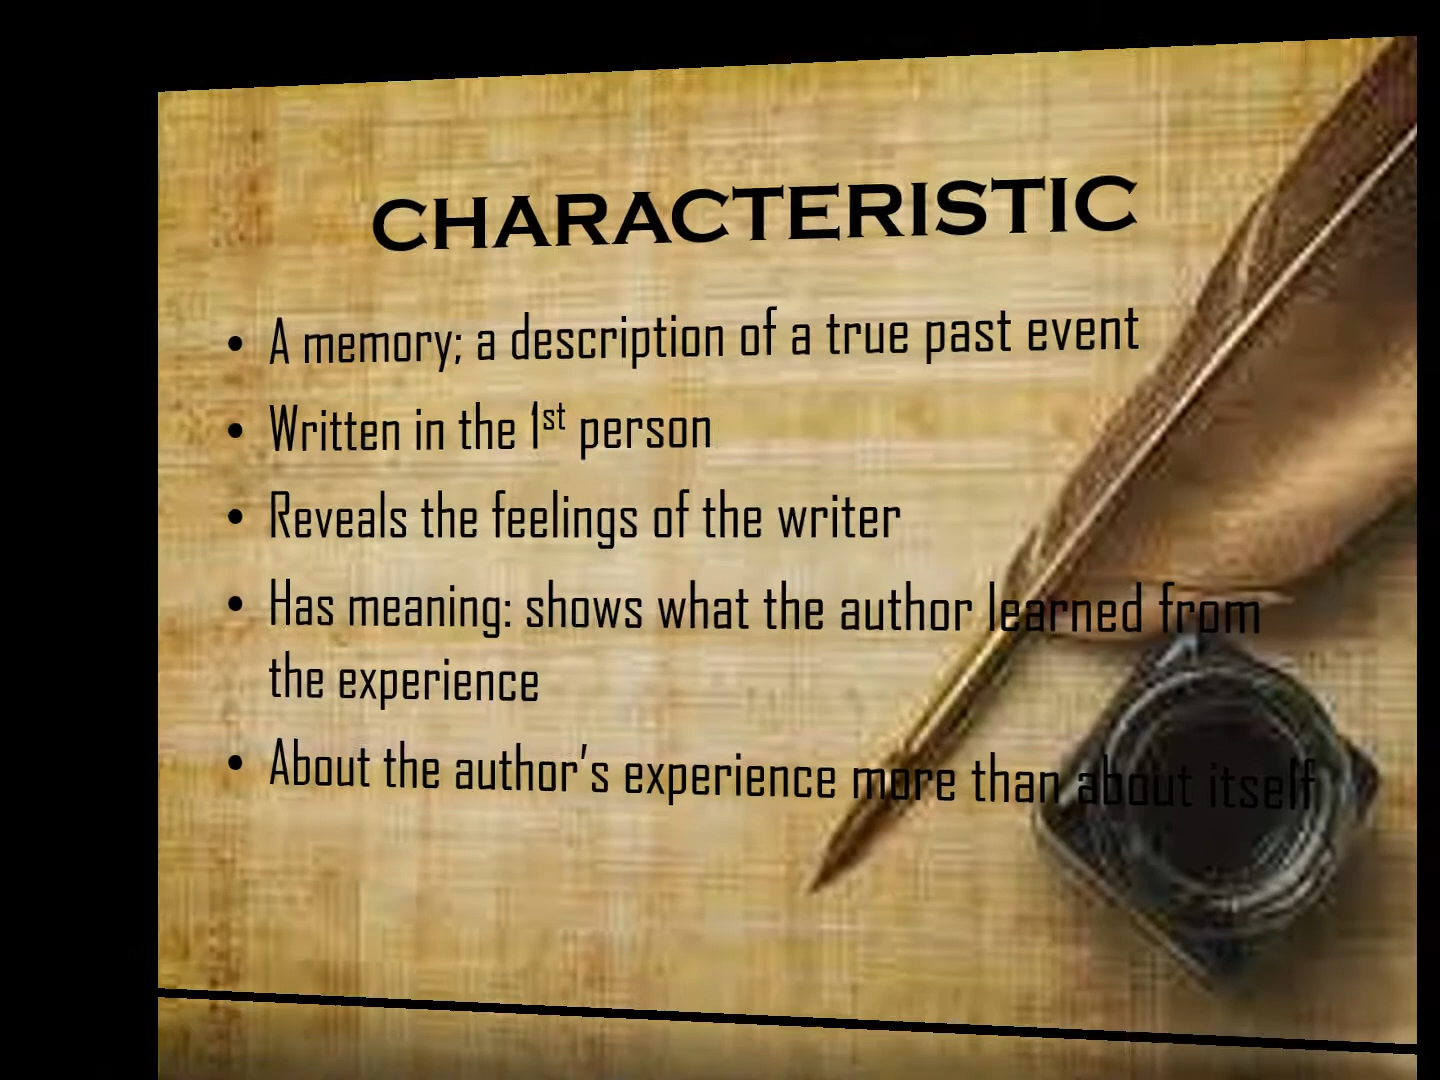 CHARACTERISTIC
• A memory; a description of a true past event
• Written in the 1st person
• Reveals the feelings of the writer
• Has meaning: shows what the author learned from
the experience
• About the author's experience more than about itself